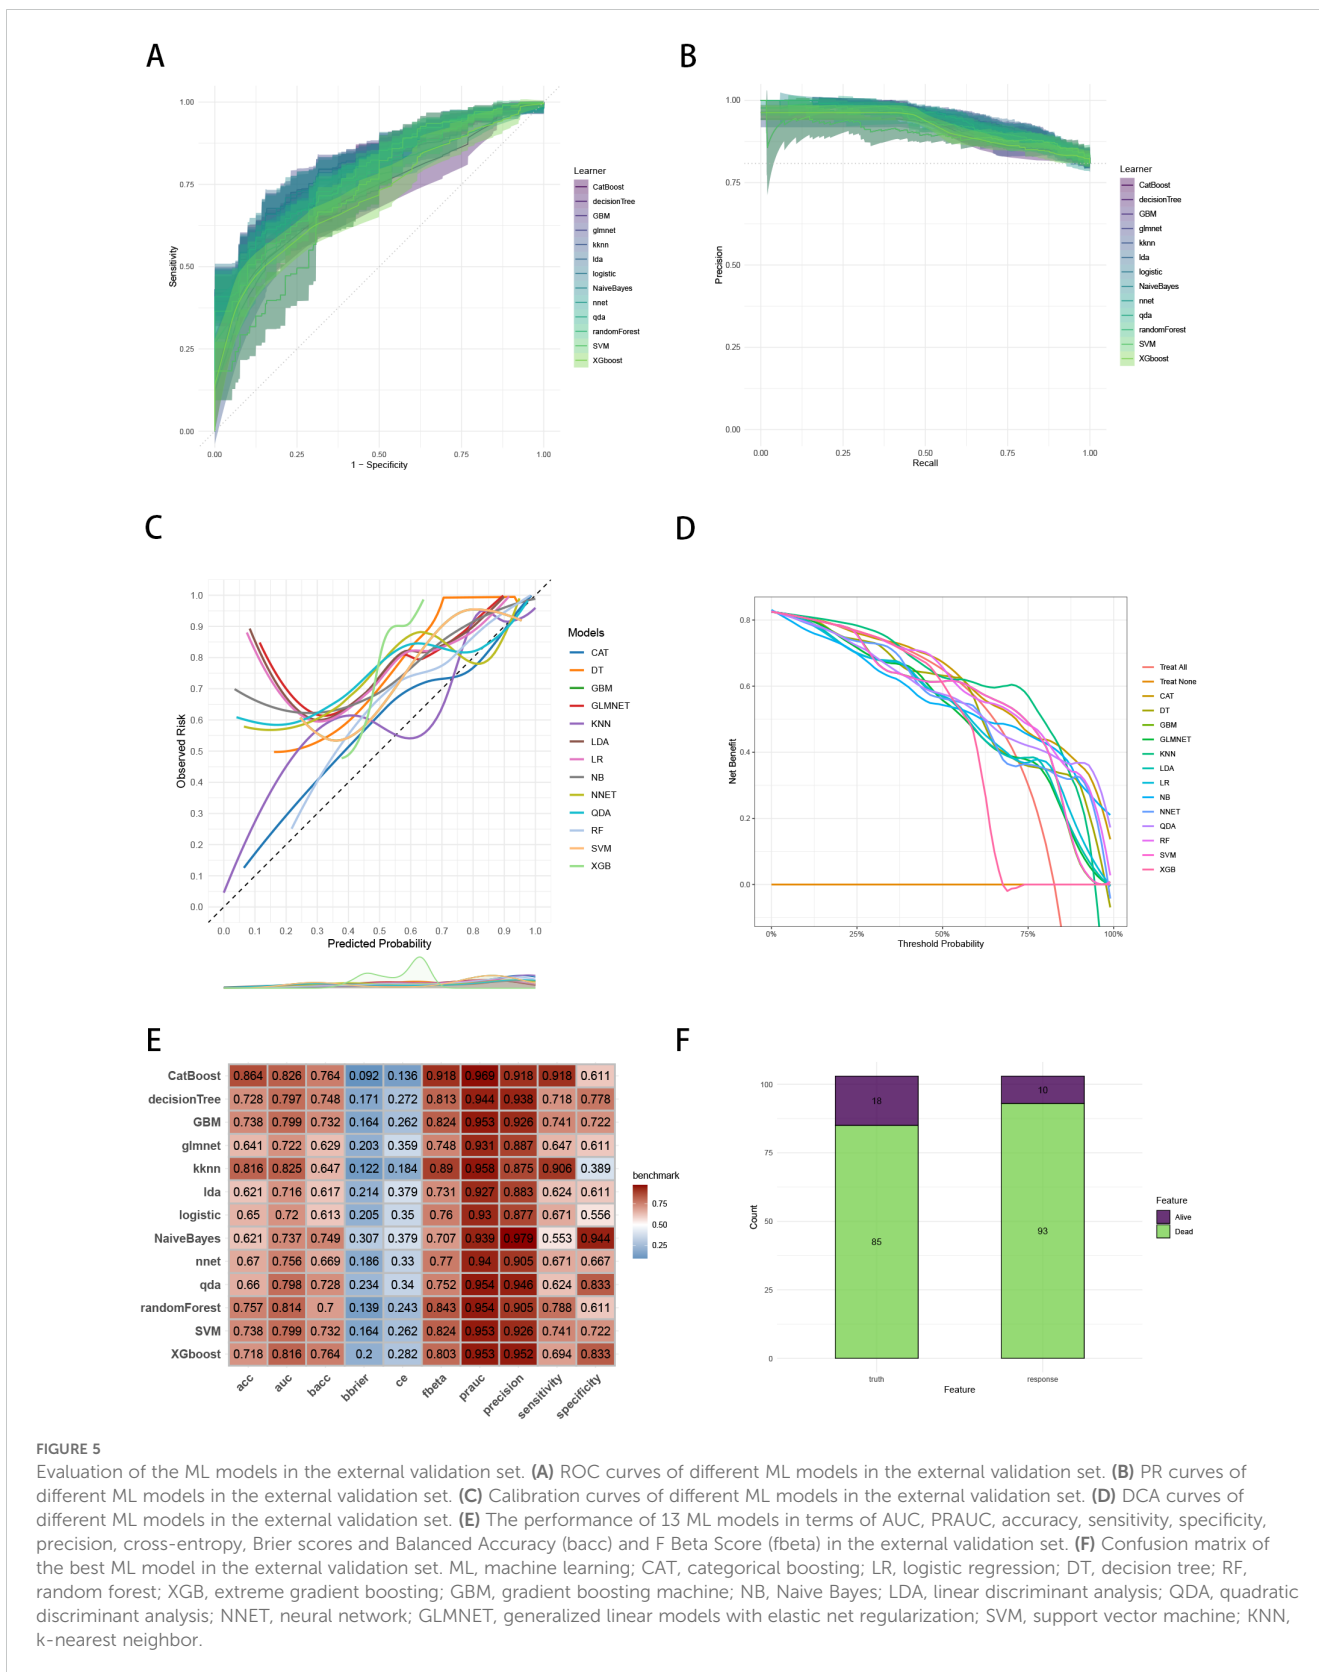 A
1.00
0.75
0.50
0.25
0.00
Sensitivity
0.00 0.25 0.50 0.75 1.00
1 − Specificity
Learner
CatBoost
decisionTree
GBM
glmnet
kknn
lda
logistic
NaiveBayes
nnet
qda
randomForest
SVM
XGboost
B
1.00
0.75
0.50
0.25
0.00
Precision
0.00 0.25 0.50 0.75 1.00
Recall
Learner
CatBoost
decisionTree
GBM
glmnet
kknn
lda
logistic
NaiveBayes
nnet
qda
randomForest
SVM
XGboost
C
1.0
0.9
0.8
0.7
0.6
0.5
0.4
0.3
0.2
0.1
0.0
Observed Risk
0.0 0.1 0.2 0.3 0.4 0.5 0.6 0.7 0.8 0.9 1.0
Predicted Probability
Models
CAT
DT
GBM
GLMNET
KNN
LDA
LR
NB
NNET
QDA
RF
SVM
XGB
D
0.8
0.6
0.4
0.2
0.0
Net Benefit
0% 25% 50% 75% 100%
Threshold Probability
Treat All
Treat None
CAT
DT
GBM
GLMNET
KNN
LDA
LR
NB
NNET
QDA
RF
SVM
XGB
E
CatBoost 0.864 0.826 0.764 0.092 0.136 0.918 0.969 0.918 0.918 0.611
decisionTree 0.728 0.797 0.748 0.171 0.272 0.813 0.944 0.938 0.718 0.778
GBM 0.738 0.799 0.732 0.164 0.262 0.824 0.953 0.926 0.741 0.722
glmnet 0.641 0.722 0.629 0.203 0.359 0.748 0.931 0.887 0.647 0.611
kknn 0.816 0.825 0.647 0.122 0.184 0.89 0.958 0.875 0.906 0.389
lda 0.621 0.716 0.617 0.214 0.379 0.731 0.927 0.883 0.624 0.611
logistic 0.65 0.72 0.613 0.205 0.35 0.76 0.93 0.877 0.671 0.556
NaiveBayes 0.621 0.737 0.749 0.307 0.379 0.707 0.939 0.979 0.553 0.944
nnet 0.67 0.756 0.669 0.186 0.33 0.77 0.94 0.905 0.671 0.667
qda 0.66 0.798 0.728 0.234 0.34 0.752 0.954 0.946 0.624 0.833
randomForest 0.757 0.814 0.7 0.139 0.243 0.843 0.954 0.905 0.788 0.611
SVM 0.738 0.799 0.732 0.164 0.262 0.824 0.953 0.926 0.741 0.722
XGboost 0.718 0.816 0.764 0.2 0.282 0.803 0.953 0.952 0.694 0.833
acc auc bacc bbrier ce fbeta prauc precision sensitivity specificity
benchmark
0.75
0.50
0.25
F
100
75
50
25
0
Count
18
85
10
93
truth response
Feature
Feature
Alive
Dead
FIGURE 5
Evaluation of the ML models in the external validation set. (A) ROC curves of different ML models in the external validation set. (B) PR curves of
different ML models in the external validation set. (C) Calibration curves of different ML models in the external validation set. (D) DCA curves of
different ML models in the external validation set. (E) The performance of 13 ML models in terms of AUC, PRAUC, accuracy, sensitivity, specificity,
precision, cross-entropy, Brier scores and Balanced Accuracy (bacc) and F Beta Score (fbeta) in the external validation set. (F) Confusion matrix of
the best ML model in the external validation set. ML, machine learning; CAT, categorical boosting; LR, logistic regression; DT, decision tree; RF,
random forest; XGB, extreme gradient boosting; GBM, gradient boosting machine; NB, Naive Bayes; LDA, linear discriminant analysis; QDA, quadratic
discriminant analysis; NNET, neural network; GLMNET, generalized linear models with elastic net regularization; SVM, support vector machine; KNN,
k-nearest neighbor.